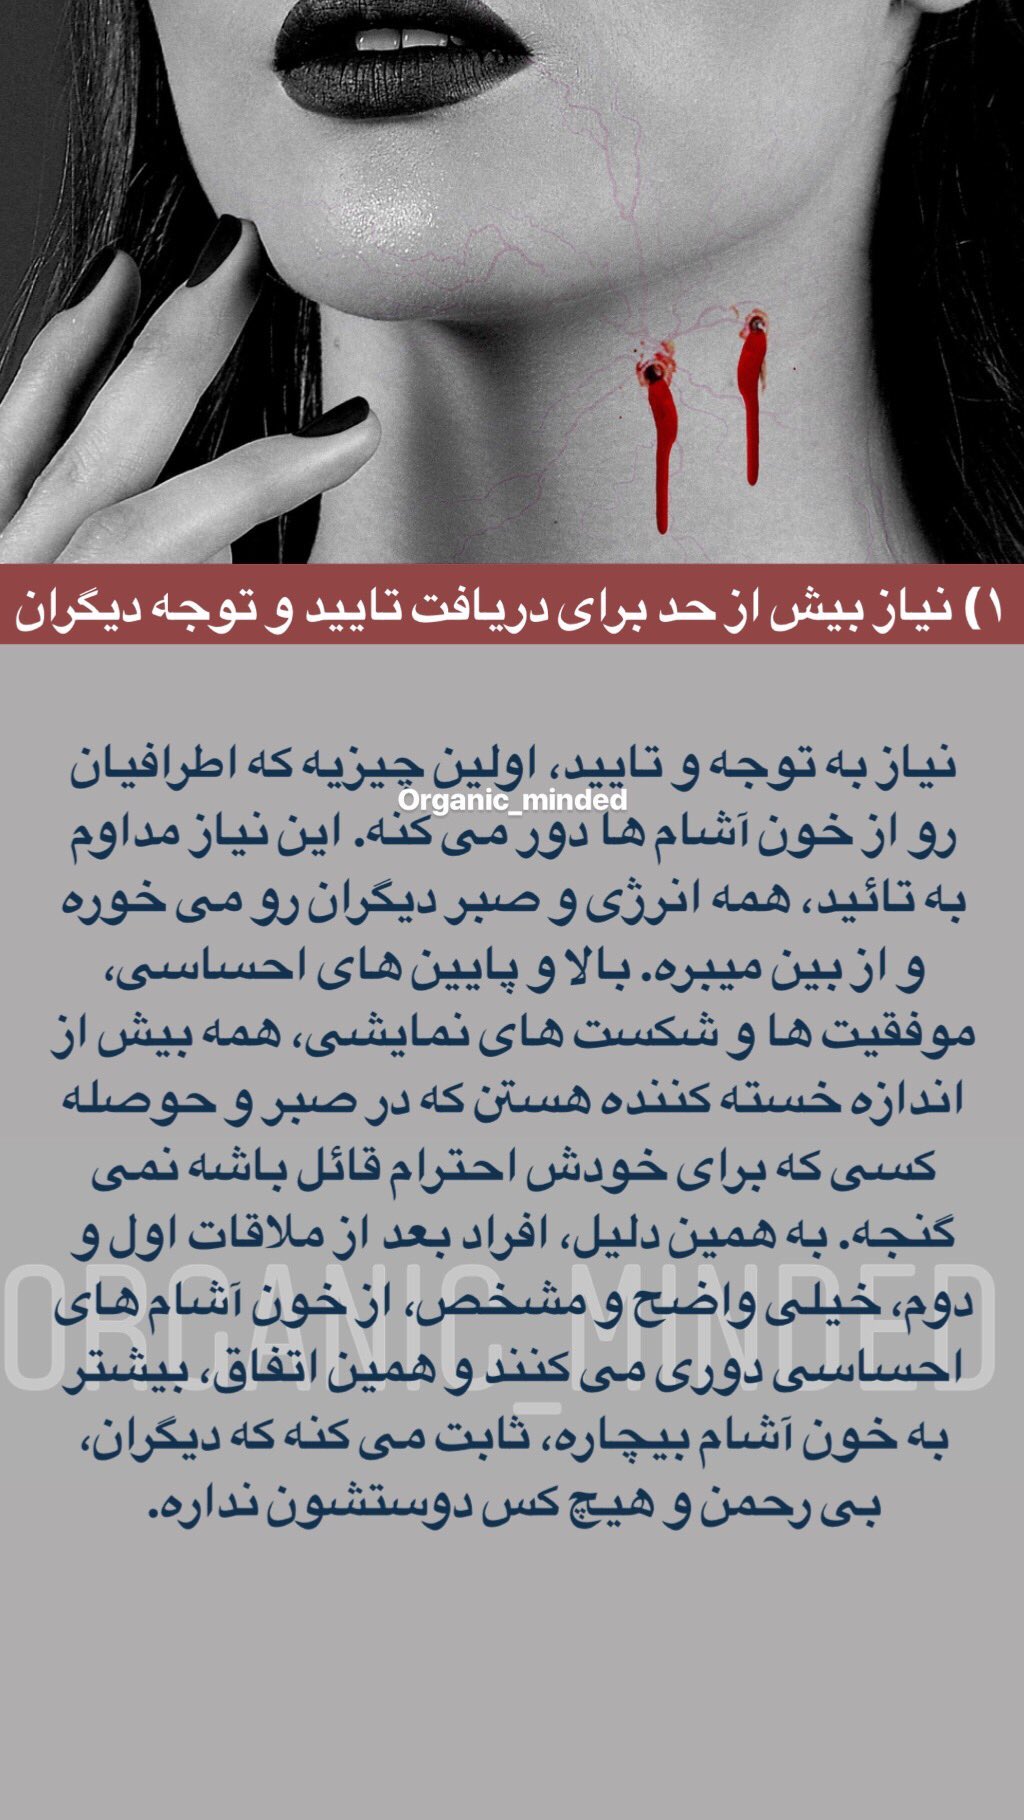 ۱) نیاز بیش از حد برای دریافت تایید و توجه دیگران
نیاز به توجه و تایید، اولین چیزیه که اطرافیان
Organic_minded
رو از خون آشام ها دور می کنه. این نیاز مداوم
به تائید، همه انرژی و صبر دیگران رو می خوره
و از بین میبره. بالا و پایین های احساسی،
موفقیت ها و شکست های نمایشی، همه بیش از
اندازه خسته کننده هستن که در صبر و حوصله
کسی که برای خودش احترام قائل باشه نمی
گنجه. به همین دلیل، افراد بعد از ملاقات اول و
دوم، خیلی واضح و مشخص، از خون آشام های
ORGANIC_MINDED
احساسی دوری می کنند و همین اتفاق، بیشتر
به خون آشام بیچاره، ثابت می کنه که دیگران،
بی رحمن و هیچ کس دوستشون نداره.